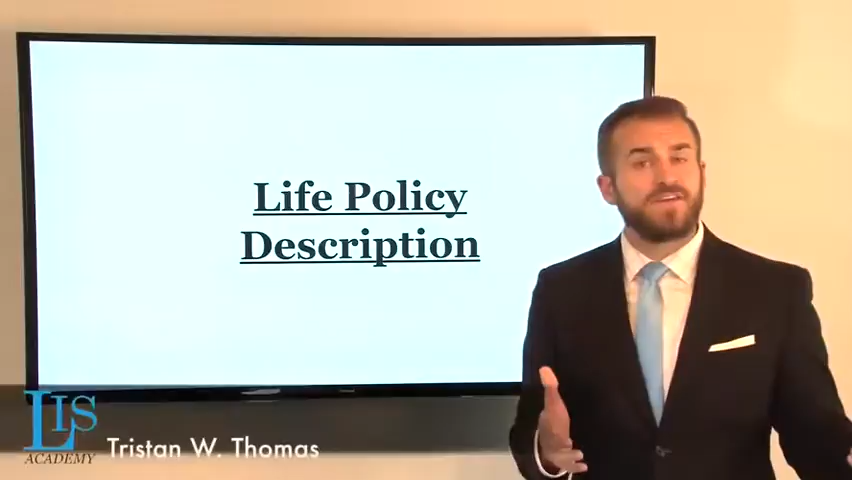 Life Policy
Description
LIS
ACADEMY
Tristan W. Thomas